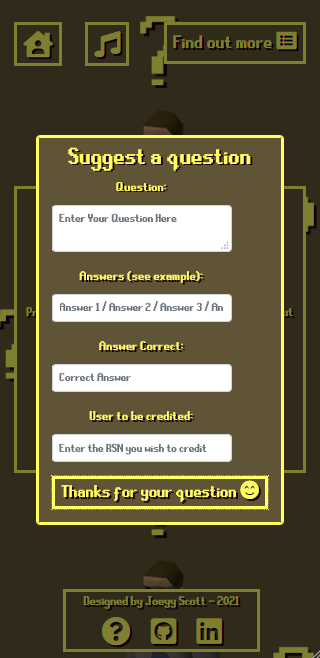 Find out more
Suggest a question
Question:
Enter Your Question Here
Answers (see example):
Answer 1 / Answer 2 / Answer 3 / An
Answer Correct:
Correct Answer
User to be credited:
Enter the RSN you wish to credit
Thanks for your question
Designed by Joeyy Scott - 2021